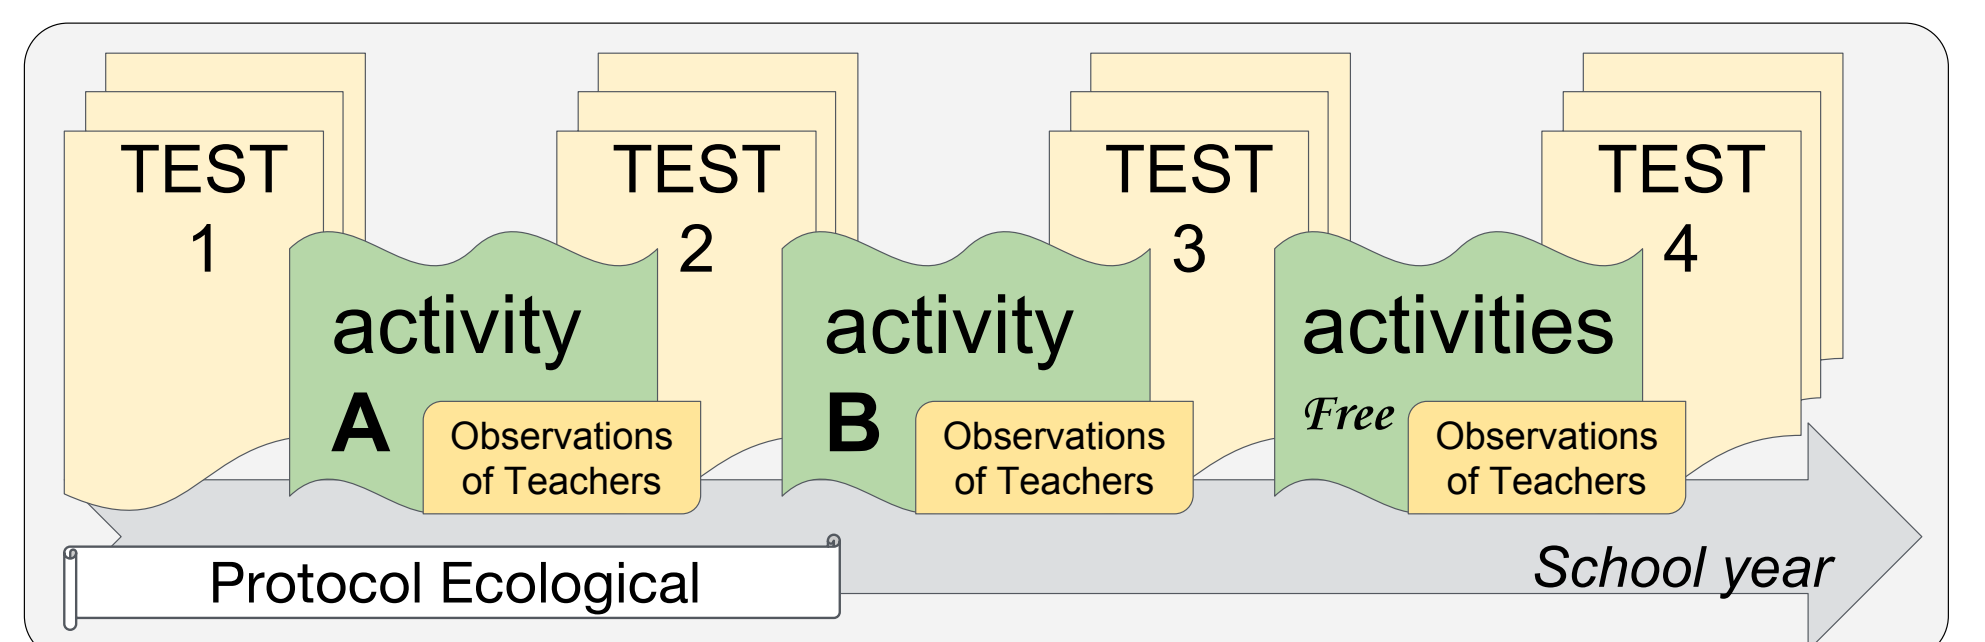 TEST
1
TEST
2
TEST
3
TEST
4
activity
A
Observations
of Teachers
activity
B
Observations
of Teachers
activities
Free
Observations
of Teachers
Protocol Ecological
School year